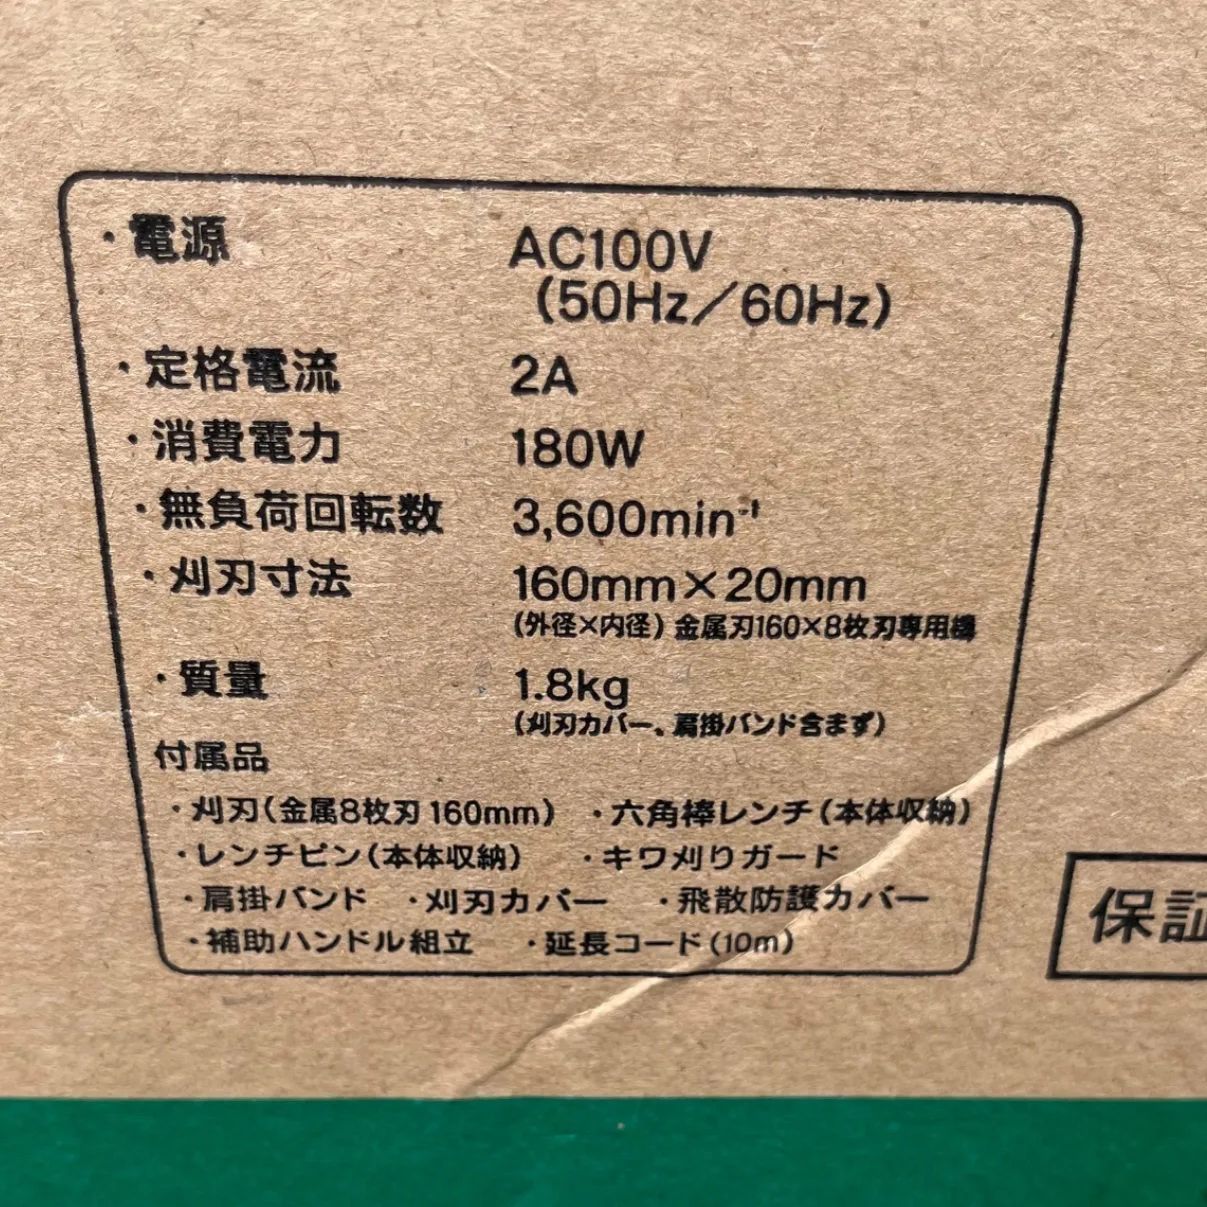 ・電源 AC100V
(50Hz／60Hz)
・定格電流 2A
・消費電力 180W
・無負荷回転数 3,600min⁻¹
・刈刃寸法 160mm×20mm
(外径×内径) 金属刃160×8枚刃専用機
・質量 1.8kg
(刈刃カバー、肩掛バンド含まず)
付属品
・刈刃(金属8枚刃160mm) ・六角棒レンチ(本体収納)
・レンチピン(本体収納) ・キワ刈りガード
・肩掛バンド ・刈刃カバー ・飛散防護カバー
・補助ハンドル組立 ・延長コード(10m)
保証